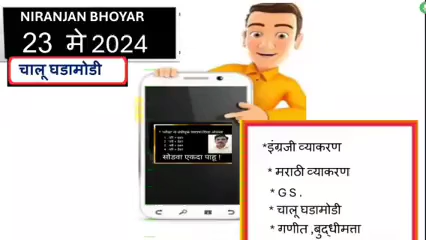 NIRANJAN BHOYAR
23 मे 2024
चालू घडामोडी
सोडवा एकदा पाहू !
*इंग्रजी व्याकरण
* मराठी व्याकरण
* G S .
* चालू घडामोडी
* गणीत ,बुद्धीमत्ता